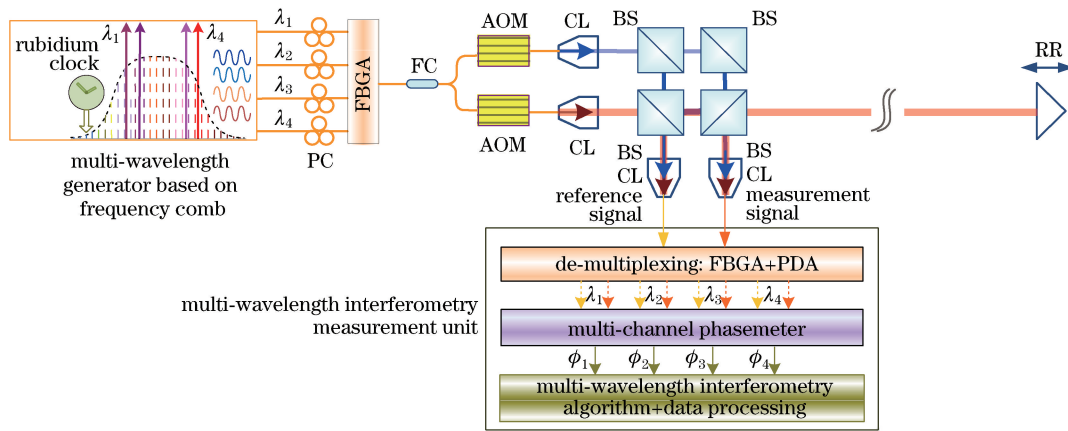 rubidium
clock
λ1
λ4
multi-wavelength
generator based on
frequency comb
λ1
λ2
λ3
λ4
PC
FBGA
FC
AOM
AOM
CL
CL
BS
BS
RR
BS
CL
reference
signal
BS
CL
measurement
signal
multi-wavelength interferometry
measurement unit
de-multiplexing: FBGA+PDA
λ1 λ2 λ3 λ4
multi-channel phasemeter
ϕ1 ϕ2 ϕ3 ϕ4
multi-wavelength interferometry
algorithm+data processing